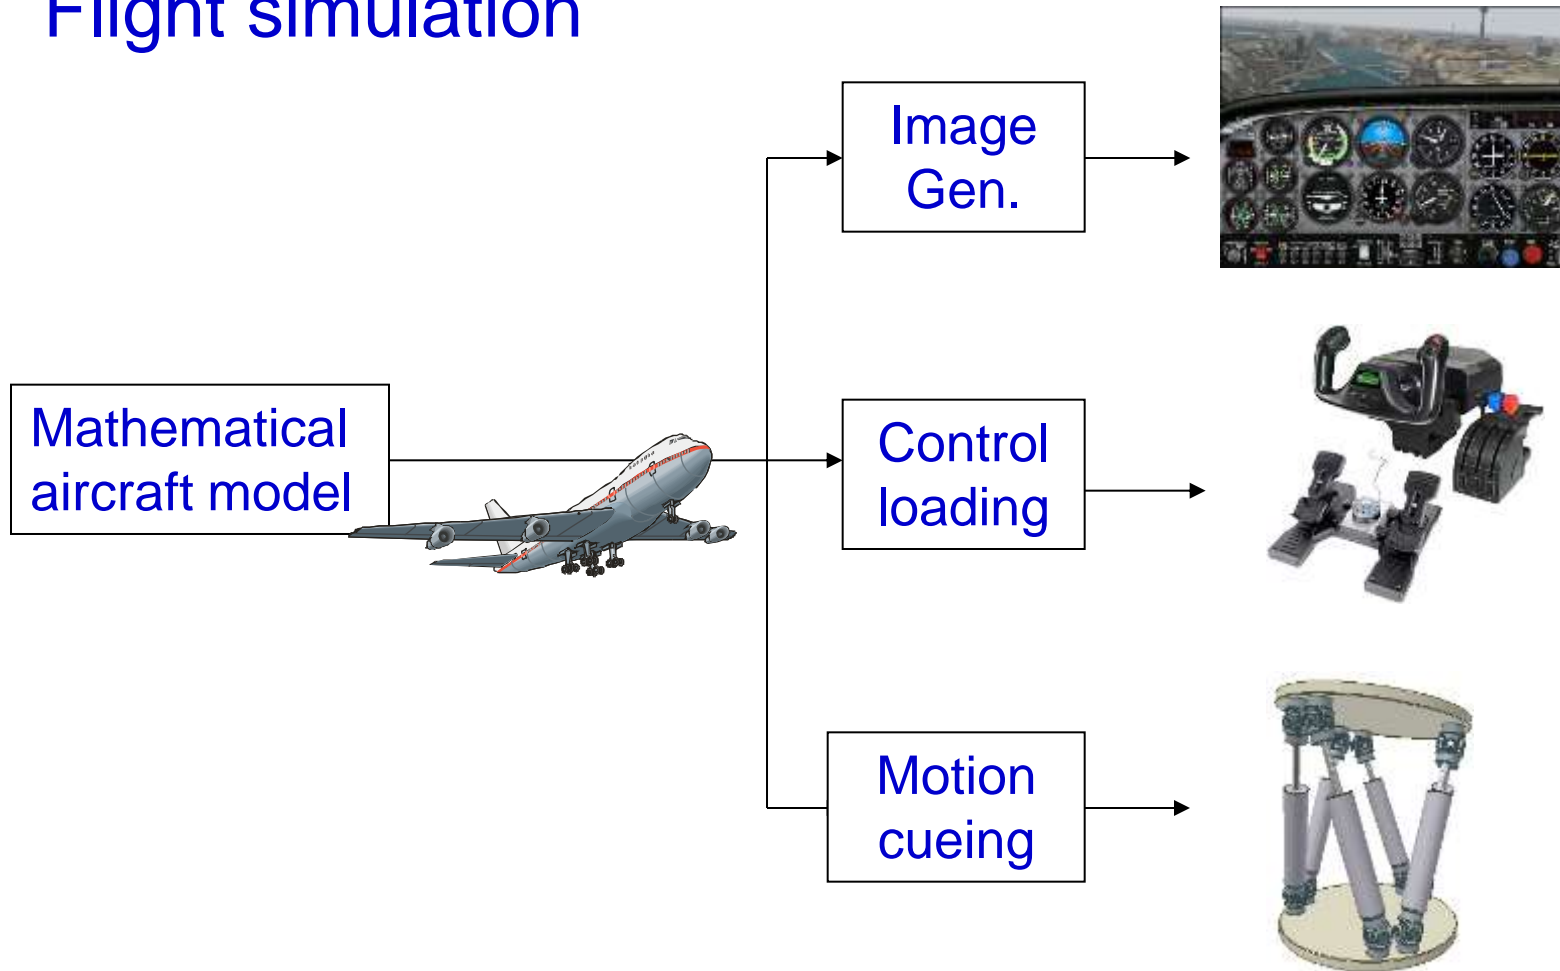 Flight simulation
Image
Gen.
Mathematical
aircraft model
Control
loading
Motion
cueing